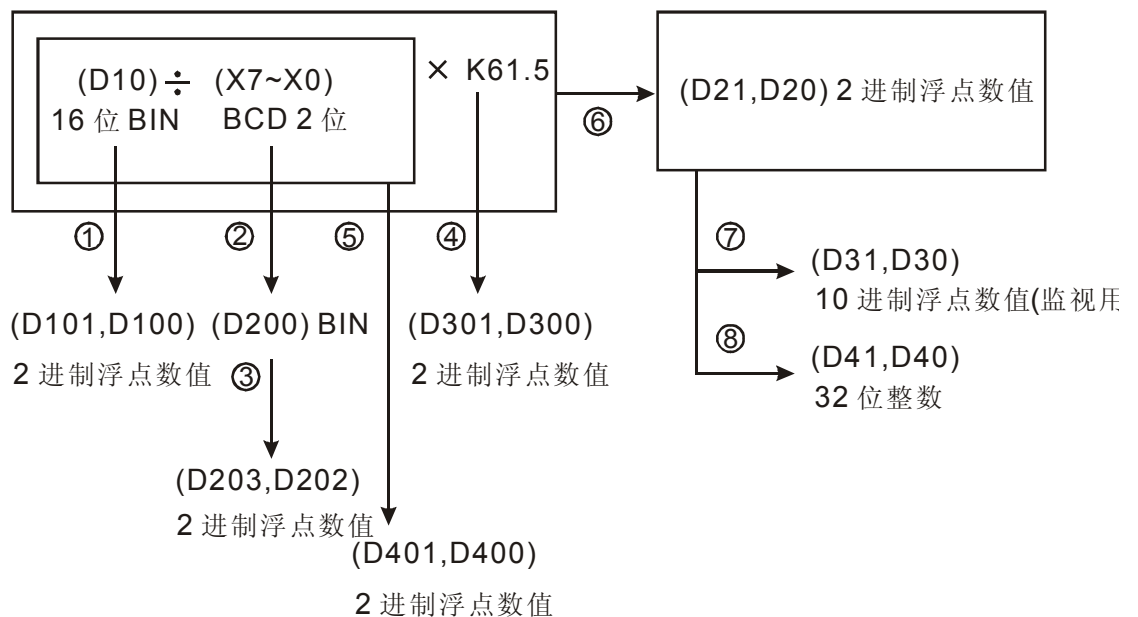 (D10) ÷ (X7~X0) × K61.5
16 位 BIN BCD 2 位
⑥
(D21,D20) 2 进制浮点数值
① ② ⑤ ④
(D101,D100) (D200) BIN (D301,D300)
2 进制浮点数值 ③ 2 进制浮点数值
⑦
(D31,D30)
10 进制浮点数值(监视用
⑧
(D41,D40)
32 位整数
(D203,D202)
2 进制浮点数值
(D401,D400)
2 进制浮点数值